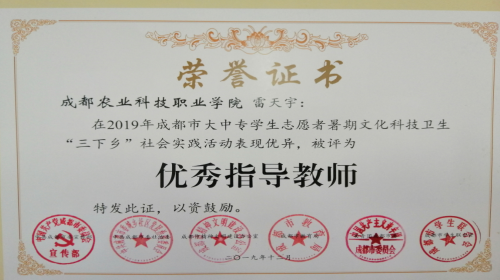 荣誉证书
成都农业科技职业学院 雷天宇：
在2019年成都市大中专学生志愿者暑期文化科技卫生
“三下乡”社会实践活动表现优异，被评为
优秀指导教师
特发此证，以资鼓励。
宣传部
二〇一九年十二月